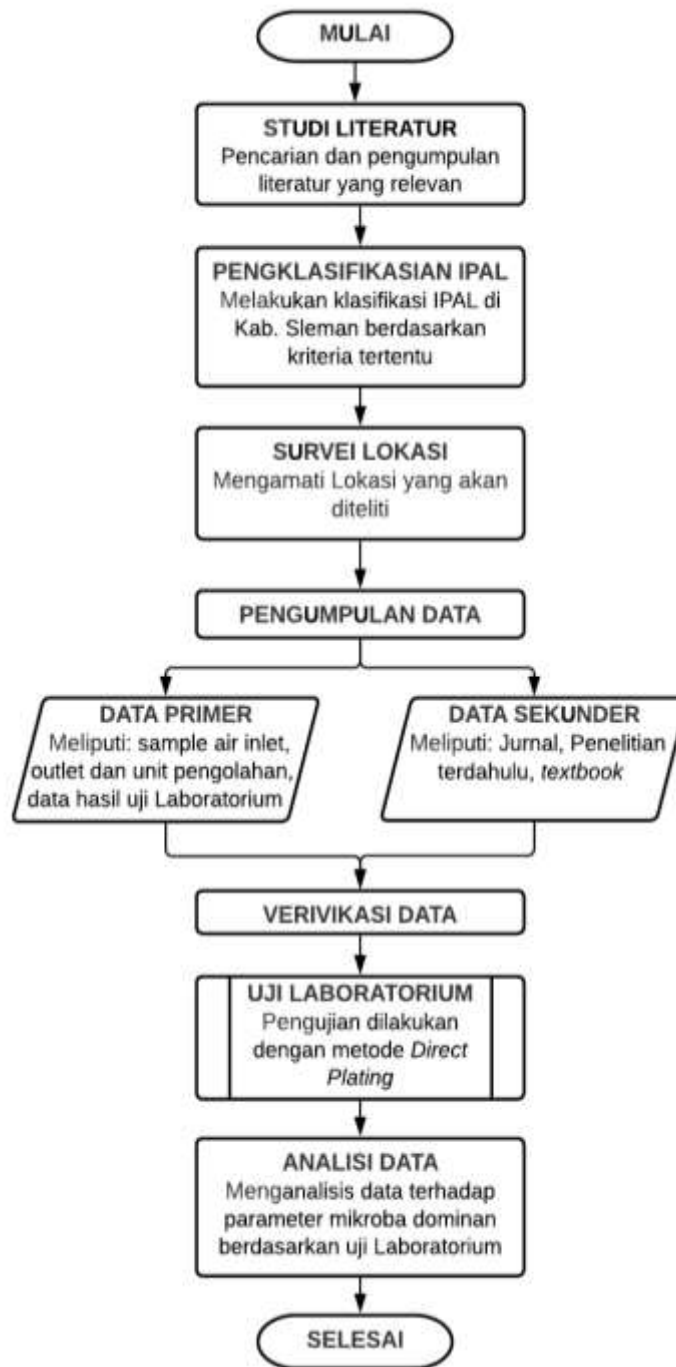 MULAI
STUDI LITERATUR
Pencarian dan pengumpulan
literatur yang relevan
PENGKLASIFIKASIAN IPAL
Melakukan klasifikasi IPAL di
Kab. Sleman berdasarkan
kriteria tertentu
SURVEI LOKASI
Mengamati Lokasi yang akan
diteliti
PENGUMPULAN DATA
DATA PRIMER
Meliputi: sample air inlet,
outlet dan unit pengolahan,
data hasil uji Laboratorium
DATA SEKUNDER
Meliputi: Jurnal, Penelitian
terdahulu, textbook
VERIVIKASI DATA
UJI LABORATORIUM
Pengujian dilakukan
dengan metode Direct
Plating
ANALISI DATA
Menganalisis data terhadap
parameter mikroba dominan
berdasarkan uji Laboratorium
SELESAI